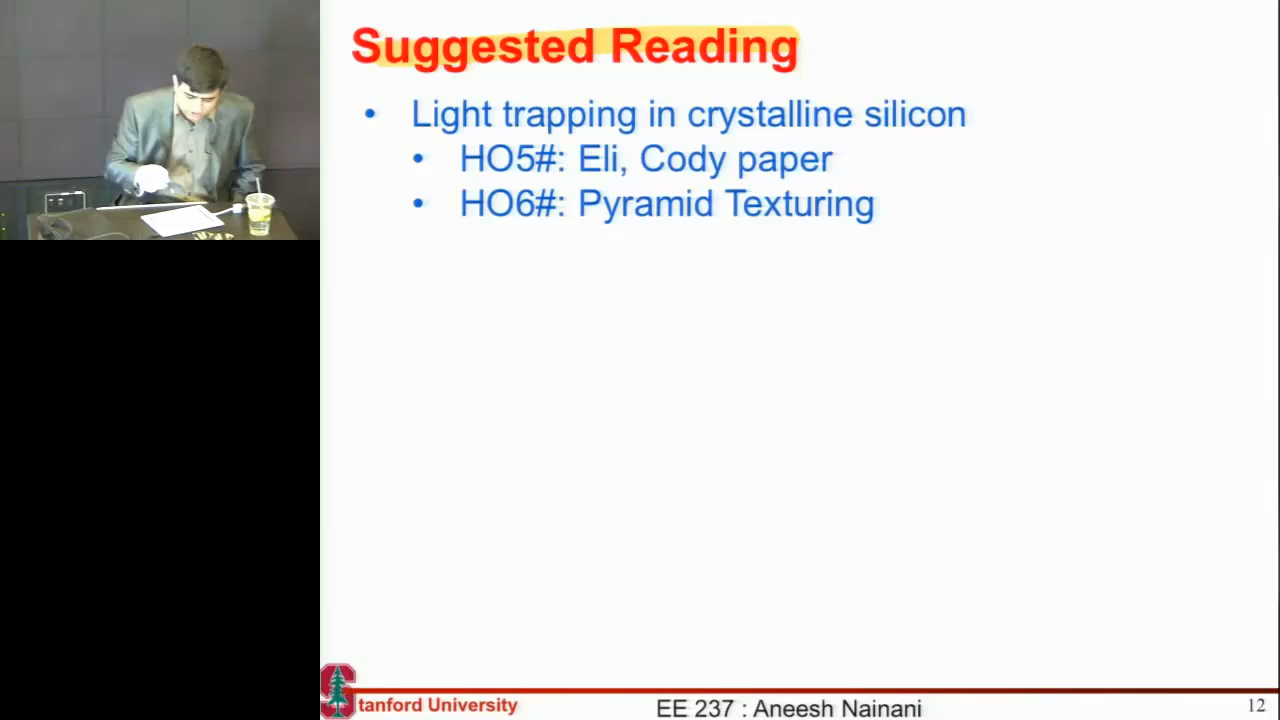 Suggested Reading
• Light trapping in crystalline silicon
• HO5#: Eli, Cody paper
• HO6#: Pyramid Texturing
Stanford University
EE 237 : Aneesh Nainani
12